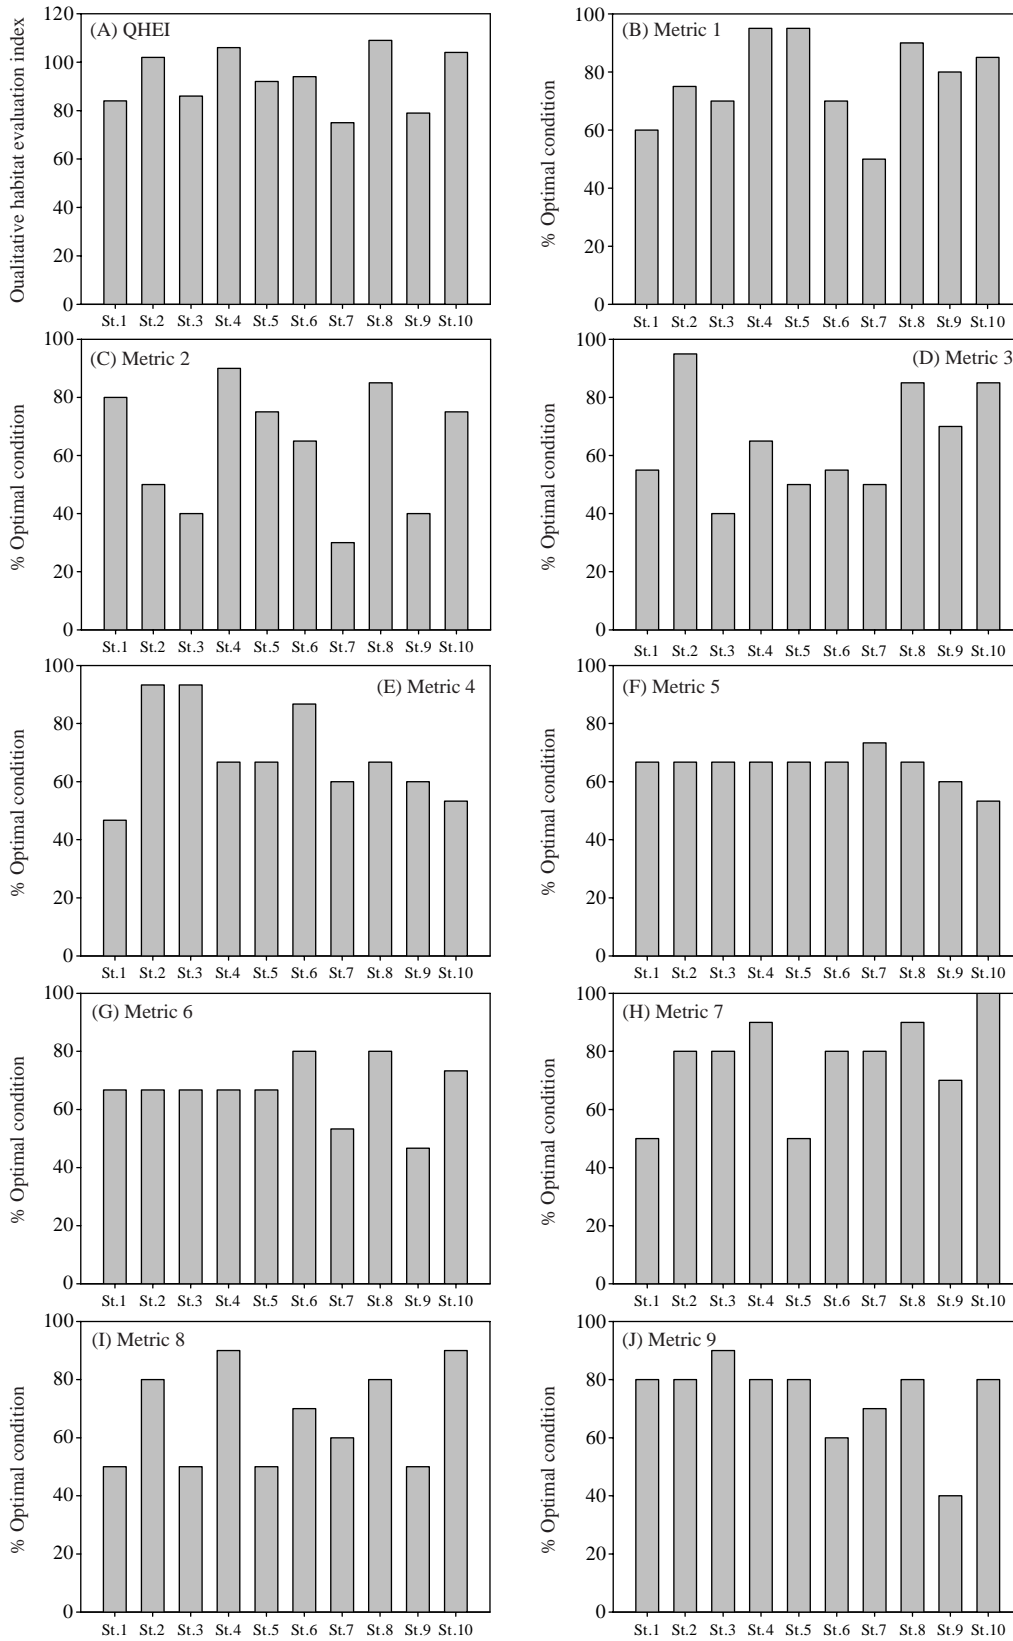 (A) QHEI
Oualitative habitat evaluation index
120
100
80
60
40
20
0
St.1 St.2 St.3 St.4 St.5 St.6 St.7 St.8 St.9 St.10
(B) Metric 1
% Optimal condition
100
80
60
40
20
0
St.1 St.2 St.3 St.4 St.5 St.6 St.7 St.8 St.9 St.10
(C) Metric 2
% Optimal condition
100
80
60
40
20
0
St.1 St.2 St.3 St.4 St.5 St.6 St.7 St.8 St.9 St.10
(D) Metric 3
% Optimal condition
100
80
60
40
20
0
St.1 St.2 St.3 St.4 St.5 St.6 St.7 St.8 St.9 St.10
(E) Metric 4
% Optimal condition
100
80
60
40
20
0
St.1 St.2 St.3 St.4 St.5 St.6 St.7 St.8 St.9 St.10
(F) Metric 5
% Optimal condition
100
80
60
40
20
0
St.1 St.2 St.3 St.4 St.5 St.6 St.7 St.8 St.9 St.10
(G) Metric 6
% Optimal condition
100
80
60
40
20
0
St.1 St.2 St.3 St.4 St.5 St.6 St.7 St.8 St.9 St.10
(H) Metric 7
% Optimal condition
100
80
60
40
20
0
St.1 St.2 St.3 St.4 St.5 St.6 St.7 St.8 St.9 St.10
(I) Metric 8
% Optimal condition
100
80
60
40
20
0
St.1 St.2 St.3 St.4 St.5 St.6 St.7 St.8 St.9 St.10
(J) Metric 9
% Optimal condition
100
80
60
40
20
0
St.1 St.2 St.3 St.4 St.5 St.6 St.7 St.8 St.9 St.10